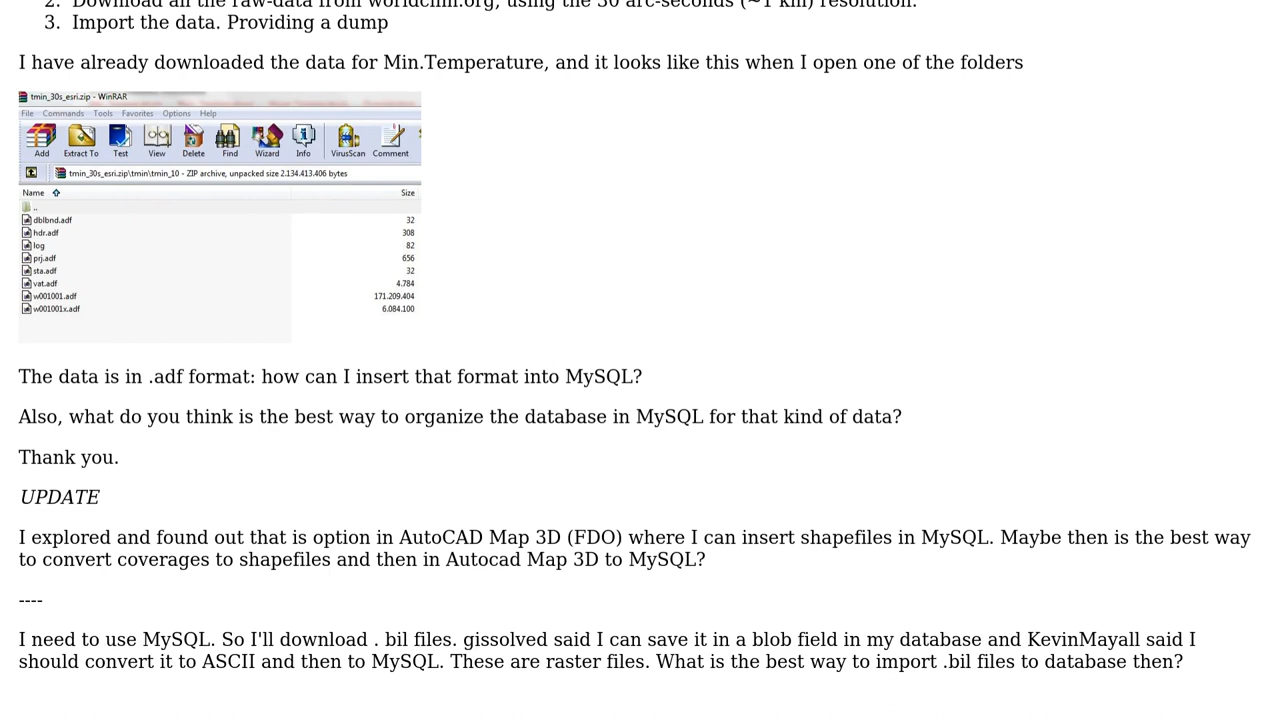 2. Download all the raw-data from worldclim.org, using the 30 arc-seconds (~1 km) resolution.
3. Import the data. Providing a dump
I have already downloaded the data for Min.Temperature, and it looks like this when I open one of the folders
tmin_30s_esri.zip - WinRAR
File Commands Tools Favorites Options Help
Add Extract To Test View Delete Find Wizard Info VirusScan Comment
tmin_30s_esri.zip\tmin\tmin_10 - ZIP archive, unpacked size 2.134.413.406 bytes
Name Size
..
dblbnd.adf 32
hdr.adf 308
log 82
prj.adf 656
sta.adf 32
vat.adf 4.784
w001001.adf 171.209.404
w001001x.adf 6.084.100
The data is in .adf format: how can I insert that format into MySQL?
Also, what do you think is the best way to organize the database in MySQL for that kind of data?
Thank you.
UPDATE
I explored and found out that is option in AutoCAD Map 3D (FDO) where I can insert shapefiles in MySQL. Maybe then is the best way
to convert coverages to shapefiles and then in Autocad Map 3D to MySQL?
----
I need to use MySQL. So I'll download . bil files. gissolved said I can save it in a blob field in my database and KevinMayall said I
should convert it to ASCII and then to MySQL. These are raster files. What is the best way to import .bil files to database then?